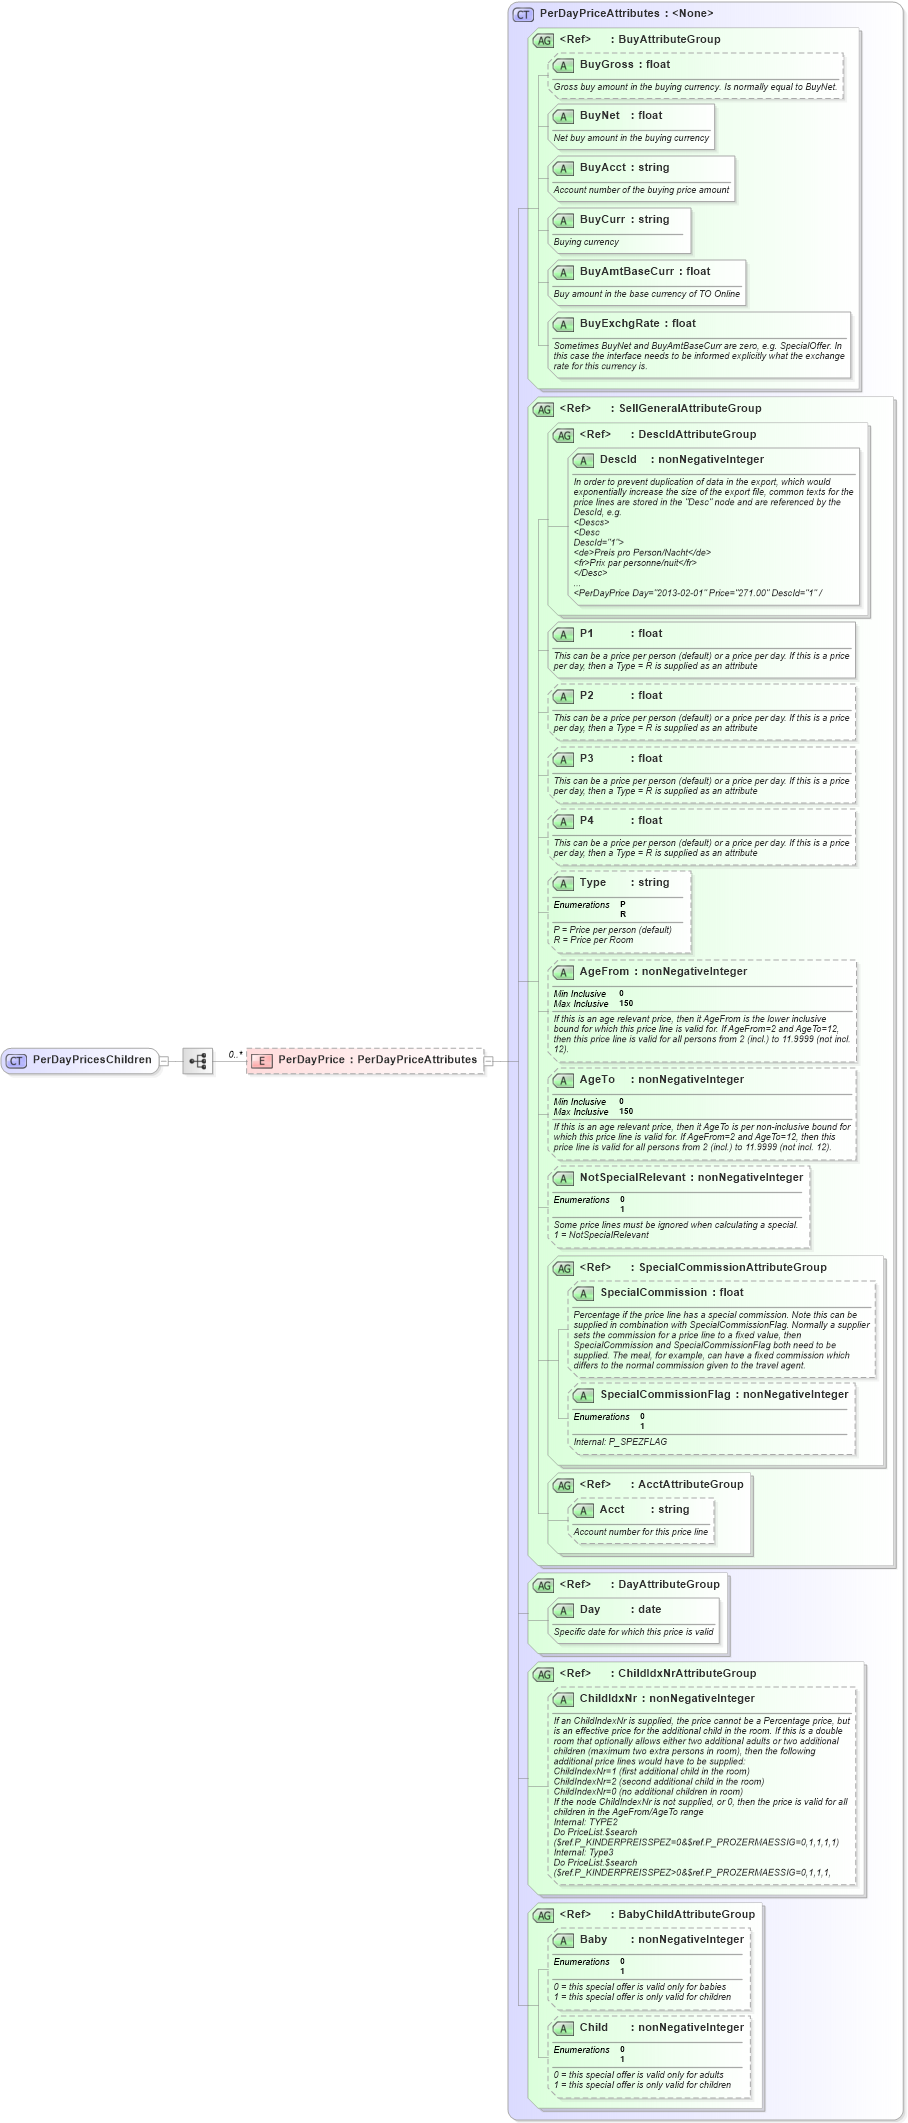 CT PerDayPriceAttributes : <None>
AG <Ref> : BuyAttributeGroup
A BuyGross : float
Gross buy amount in the buying currency. Is normally equal to BuyNet.
A BuyNet : float
Net buy amount in the buying currency
A BuyAcct : string
Account number of the buying price amount
A BuyCurr : string
Buying currency
A BuyAmtBaseCurr : float
Buy amount in the base currency of TO Online
A BuyExchgRate : float
Sometimes BuyNet and BuyAmtBaseCurr are zero, e.g. SpecialOffer. In
this case the interface needs to be informed explicitly what the exchange
rate for this currency is.
AG <Ref> : SellGeneralAttributeGroup
AG <Ref> : DescIdAttributeGroup
A DescId : nonNegativeInteger
In order to prevent duplication of data in the export, which would
exponentially increase the size of the export file, common texts for the
price lines are stored in the "Desc" node and are referenced by the
DescId, e.g.
<Descs>
<Desc
DescId="1">
<de>Preis pro Person/Nacht</de>
<fr>Prix par personne/nuit</fr>
</Desc>
...
<PerDayPrice Day="2013-02-01" Price="271.00" DescId="1" /
A P1 : float
This can be a price per person (default) or a price per day. If this is a price
per day, then a Type = R is supplied as an attribute
A P2 : float
This can be a price per person (default) or a price per day. If this is a price
per day, then a Type = R is supplied as an attribute
A P3 : float
This can be a price per person (default) or a price per day. If this is a price
per day, then a Type = R is supplied as an attribute
A P4 : float
This can be a price per person (default) or a price per day. If this is a price
per day, then a Type = R is supplied as an attribute
A Type : string
Enumerations P
R
P = Price per person (default)
R = Price per Room
A AgeFrom : nonNegativeInteger
Min Inclusive 0
Max Inclusive 150
If this is an age relevant price, then it AgeFrom is the lower inclusive
bound for which this price line is valid for. If AgeFrom=2 and AgeTo=12,
then this price line is valid for all persons from 2 (incl.) to 11.9999 (not incl.
12).
CT PerDayPricesChildren 0..* E PerDayPrice : PerDayPriceAttributes
A AgeTo : nonNegativeInteger
Min Inclusive 0
Max Inclusive 150
If this is an age relevant price, then it AgeTo is per non-inclusive bound for
which this price line is valid for. If AgeFrom=2 and AgeTo=12, then this
price line is valid for all persons from 2 (incl.) to 11.9999 (not incl. 12).
A NotSpecialRelevant : nonNegativeInteger
Enumerations 0
1
Some price lines must be ignored when calculating a special.
1 = NotSpecialRelevant
AG <Ref> : SpecialCommissionAttributeGroup
A SpecialCommission : float
Percentage if the price line has a special commission. Note this can be
supplied in combination with SpecialCommissionFlag. Normally a supplier
sets the commission for a price line to a fixed value, then
SpecialCommission and SpecialCommissionFlag both need to be
supplied. The meal, for example, can have a fixed commission which
differs to the normal commission given to the travel agent.
A SpecialCommissionFlag : nonNegativeInteger
Enumerations 0
1
Internal: P_SPEZFLAG
AG <Ref> : AcctAttributeGroup
A Acct : string
Account number for this price line
AG <Ref> : DayAttributeGroup
A Day : date
Specific date for which this price is valid
AG <Ref> : ChildIdxNrAttributeGroup
A ChildIdxNr : nonNegativeInteger
If an ChildIndexNr is supplied, the price cannot be a Percentage price, but
is an effective price for the additional child in the room. If this is a double
room that optionally allows either two additional adults or two additional
children (maximum two extra persons in room), then the following
additional price lines would have to be supplied:
ChildIndexNr=1 (first additional child in the room)
ChildIndexNr=2 (second additional child in the room)
ChildIndexNr=0 (no additional children in room)
If the node ChildIndexNr is not supplied, or 0, then the price is valid for all
children in the AgeFrom/AgeTo range
Internal: TYPE2
Do PriceList.$search
($ref.P_KINDERPREISSPEZ=0&$ref.P_PROZERMAESSIG=0,1,1,1,1)
Internal: Type3
Do PriceList.$search
($ref.P_KINDERPREISSPEZ>0&$ref.P_PROZERMAESSIG=0,1,1,1,
AG <Ref> : BabyChildAttributeGroup
A Baby : nonNegativeInteger
Enumerations 0
1
0 = this special offer is valid only for babies
1 = this special offer is only valid for children
A Child : nonNegativeInteger
Enumerations 0
1
0 = this special offer is valid only for adults
1 = this special offer is only valid for children